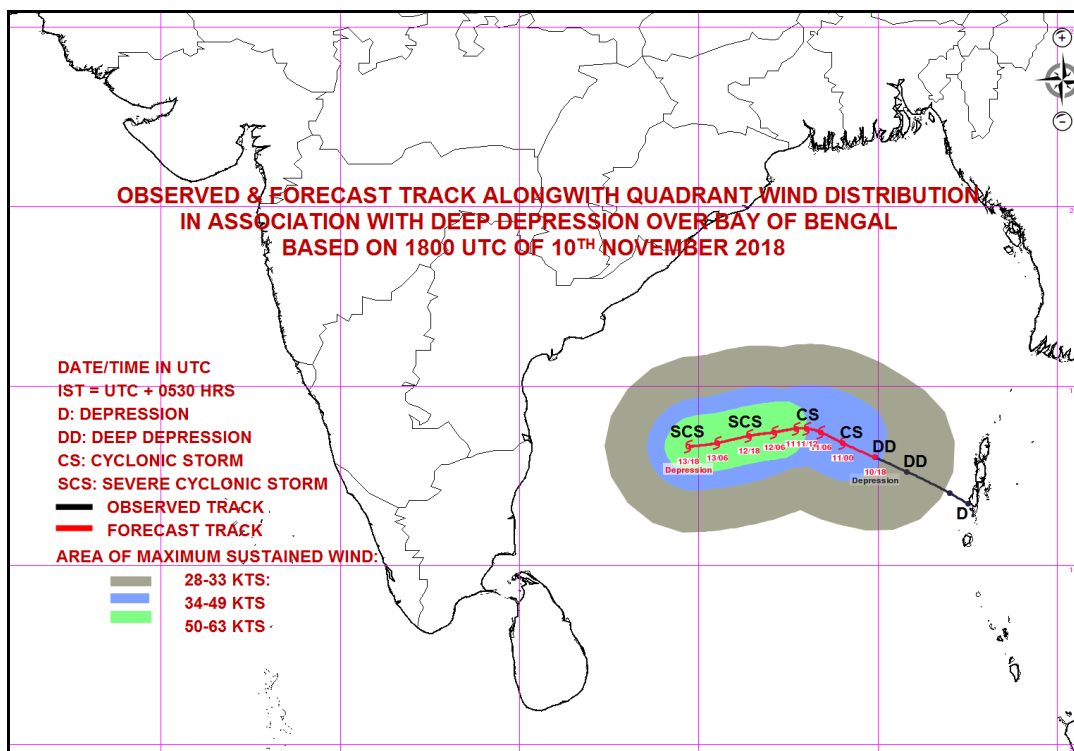 OBSERVED & FORECAST TRACK ALONGWITH QUADRANT WIND DISTRIBUTION
IN ASSOCIATION WITH DEEP DEPRESSION OVER BAY OF BENGAL
BASED ON 1800 UTC OF 10TH NOVEMBER 2018
DATE/TIME IN UTC
IST = UTC + 0530 HRS
D: DEPRESSION
DD: DEEP DEPRESSION
CS: CYCLONIC STORM
SCS: SEVERE CYCLONIC STORM
OBSERVED TRACK
FORECAST TRACK
AREA OF MAXIMUM SUSTAINED WIND:
28-33 KTS:
34-49 KTS
50-63 KTS
SCS
SCS
CS
CS
DD
DD
D
13/18
Depression
13/06
12/18
12/06
11/12
11/06
11/00
10/18
Depression